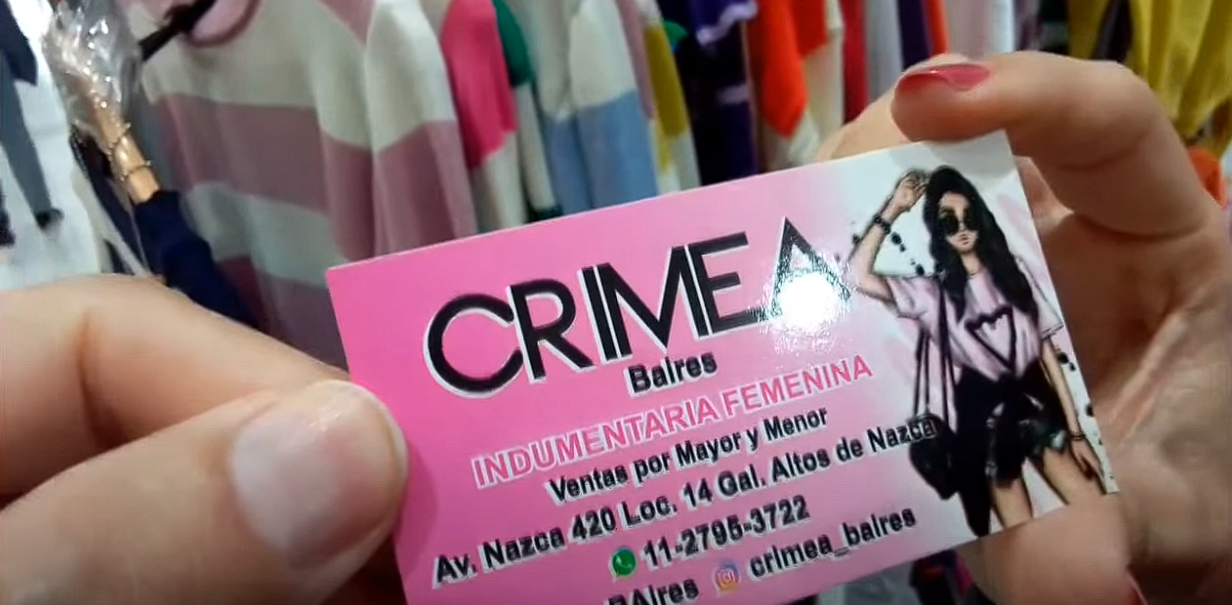 CRIMEA
Baires
INDUMENTARIA FEMENINA
Ventas por Mayor y Menor
Av. Nazca 420 Loc. 14 Gal. Altos de Nazca
11-2795-3722
BAires crimea_baires